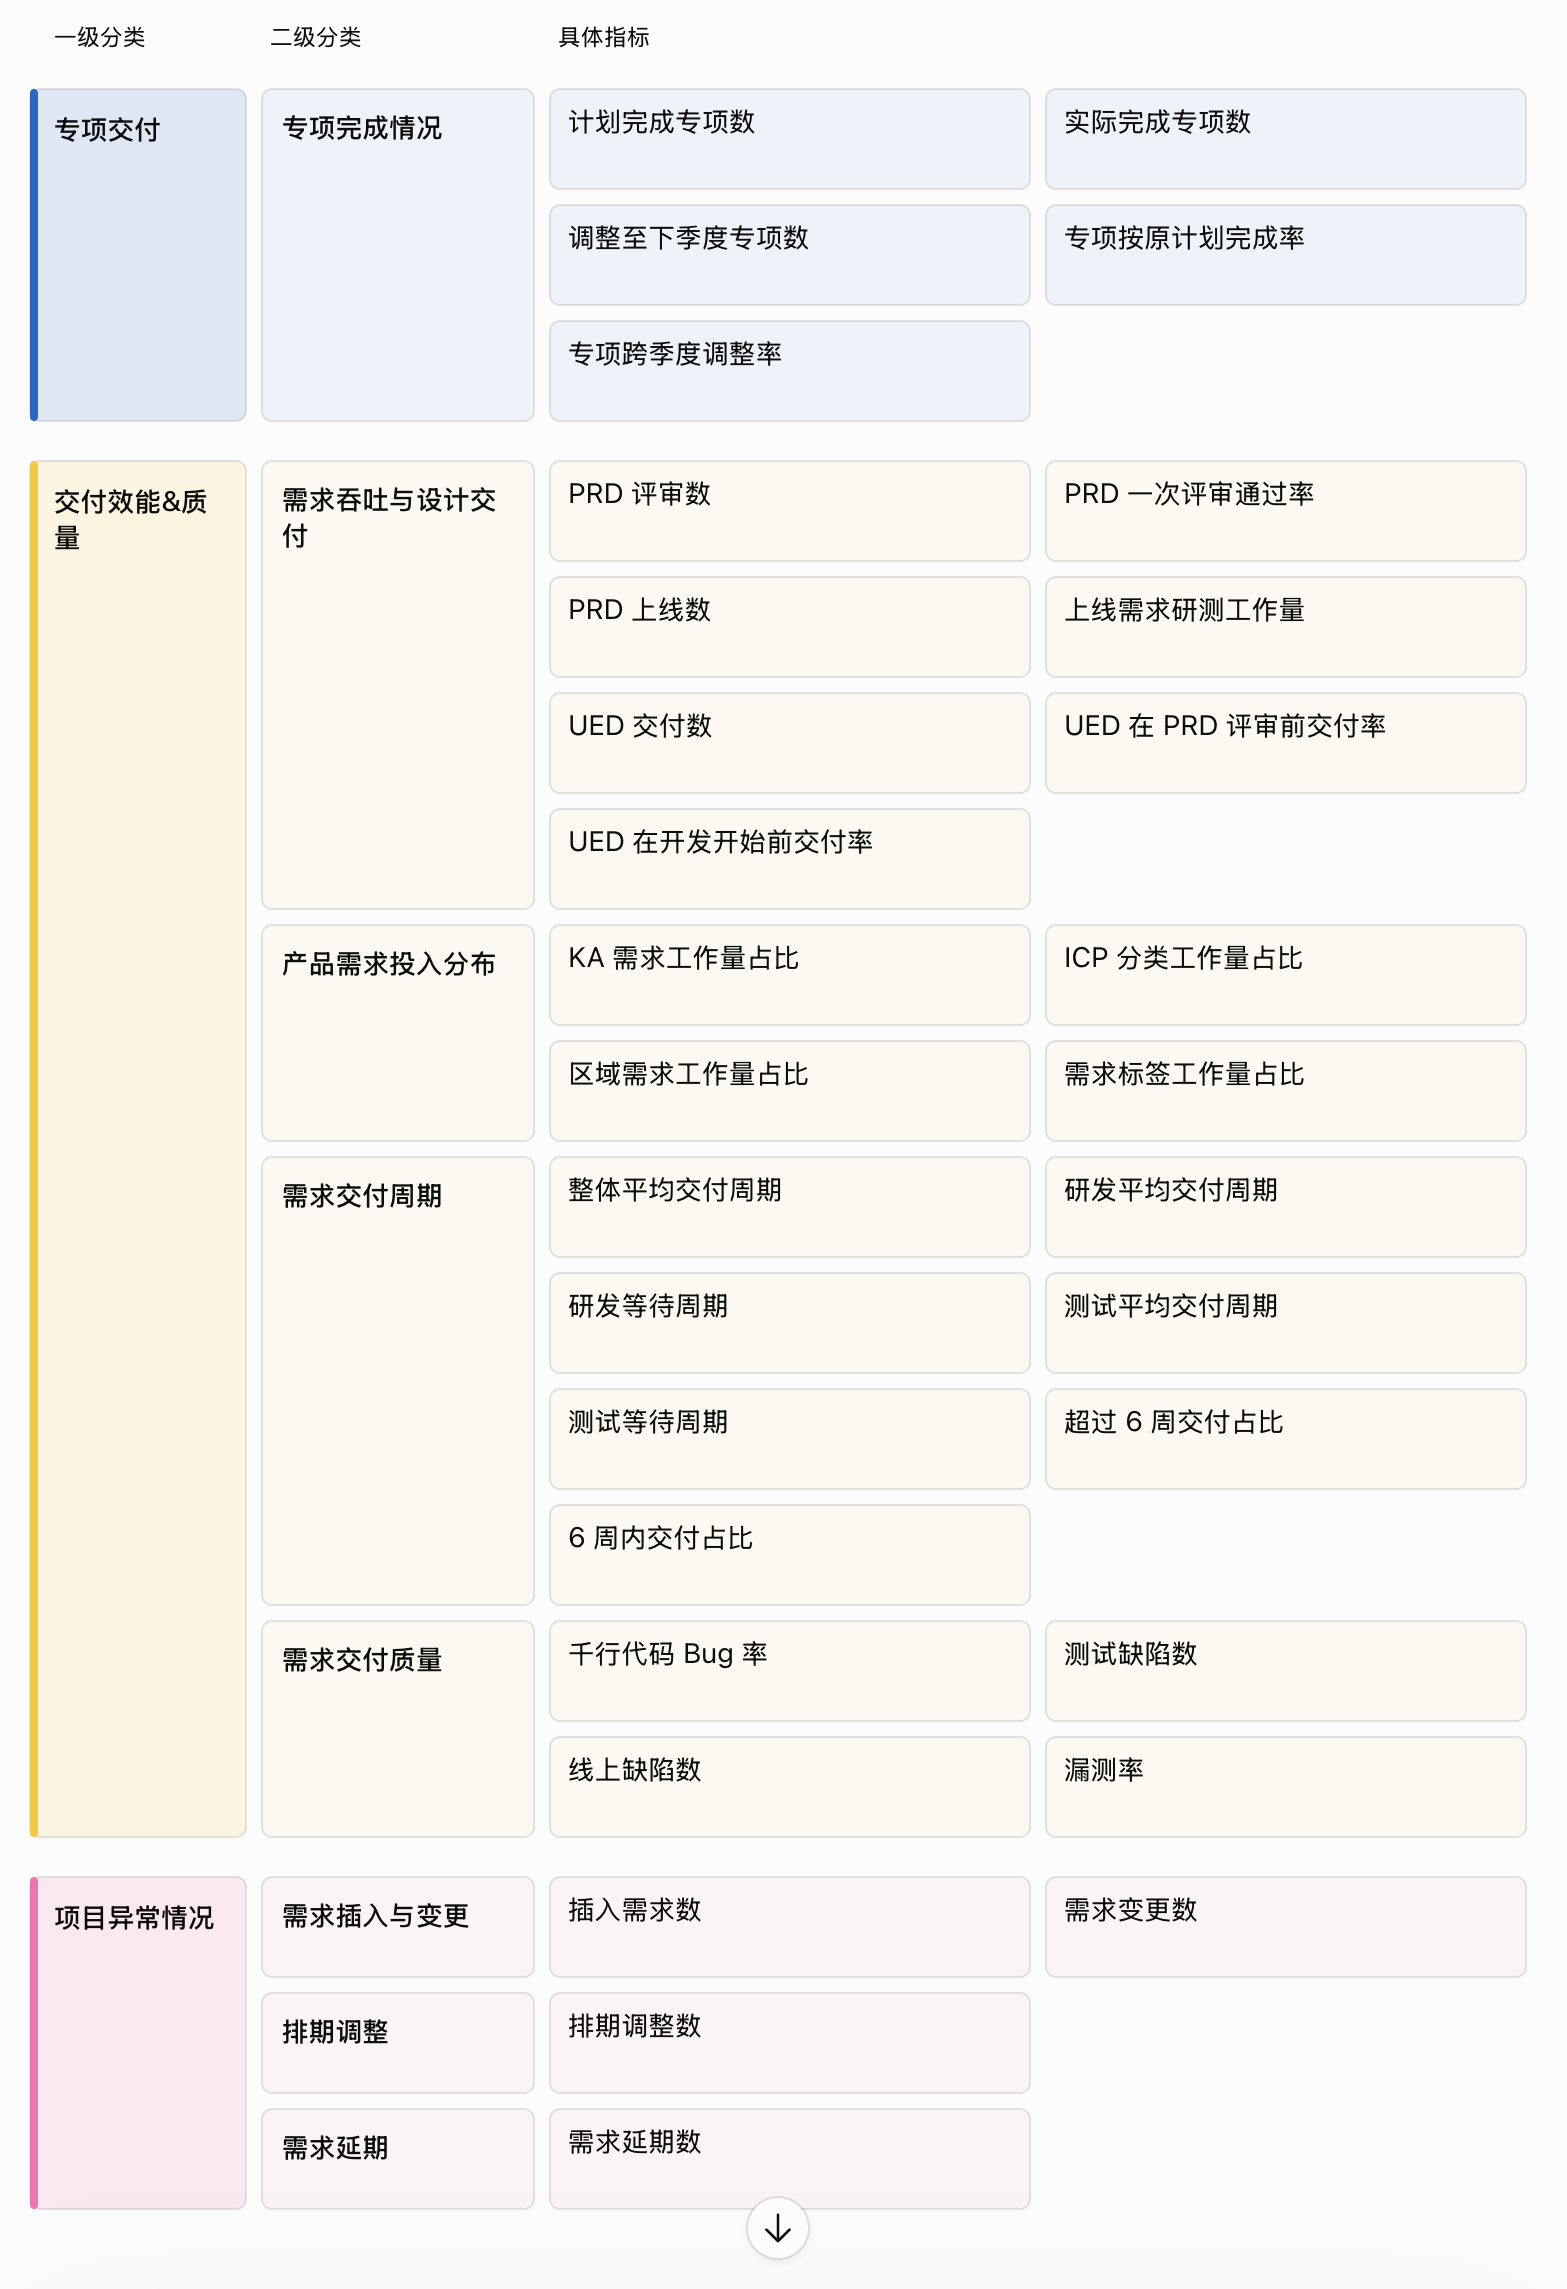 一级分类
二级分类
具体指标
专项交付
专项完成情况
计划完成专项数
实际完成专项数
调整至下季度专项数
专项按原计划完成率
专项跨季度调整率
交付效能&质
量
需求吞吐与设计交
付
PRD 评审数
PRD 一次评审通过率
PRD 上线数
上线需求研测工作量
UED 交付数
UED 在 PRD 评审前交付率
UED 在开发开始前交付率
产品需求投入分布
KA 需求工作量占比
ICP 分类工作量占比
区域需求工作量占比
需求标签工作量占比
需求交付周期
整体平均交付周期
研发平均交付周期
研发等待周期
测试平均交付周期
测试等待周期
超过 6 周交付占比
6 周内交付占比
需求交付质量
千行代码 Bug 率
测试缺陷数
线上缺陷数
漏测率
项目异常情况
需求插入与变更
插入需求数
需求变更数
排期调整
排期调整数
需求延期
需求延期数